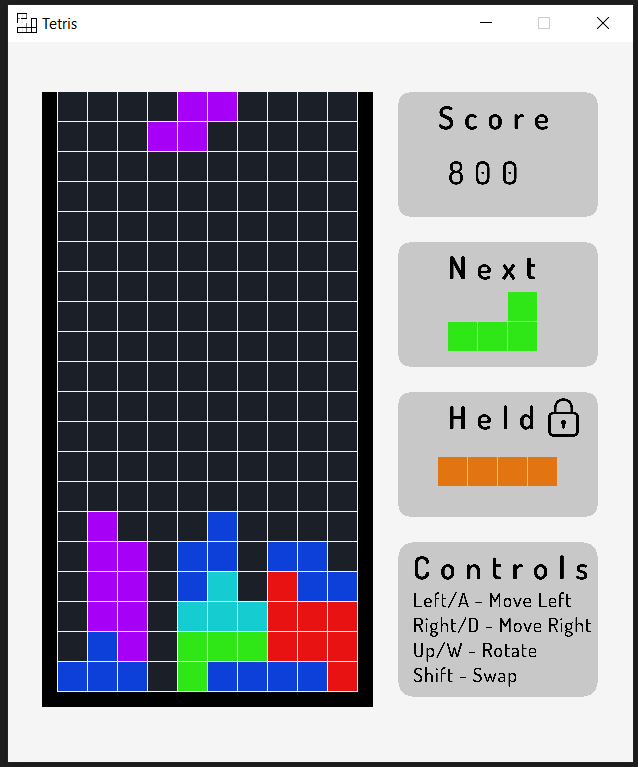 Tetris
Score
800
Next
Held
Controls
Left/A - Move Left
Right/D - Move Right
Up/W - Rotate
Shift - Swap